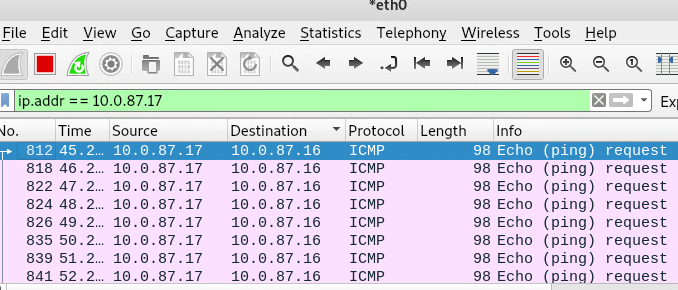 *eth0
File Edit View Go Capture Analyze Statistics Telephony Wireless Tools Help
ip.addr == 10.0.87.17 Exp
No. Time Source Destination Protocol Length Info
812 45.2… 10.0.87.17 10.0.87.16 ICMP 98 Echo (ping) request
818 46.2… 10.0.87.17 10.0.87.16 ICMP 98 Echo (ping) request
822 47.2… 10.0.87.17 10.0.87.16 ICMP 98 Echo (ping) request
824 48.2… 10.0.87.17 10.0.87.16 ICMP 98 Echo (ping) request
826 49.2… 10.0.87.17 10.0.87.16 ICMP 98 Echo (ping) request
835 50.2… 10.0.87.17 10.0.87.16 ICMP 98 Echo (ping) request
839 51.2… 10.0.87.17 10.0.87.16 ICMP 98 Echo (ping) request
841 52.2… 10.0.87.17 10.0.87.16 ICMP 98 Echo (ping) request